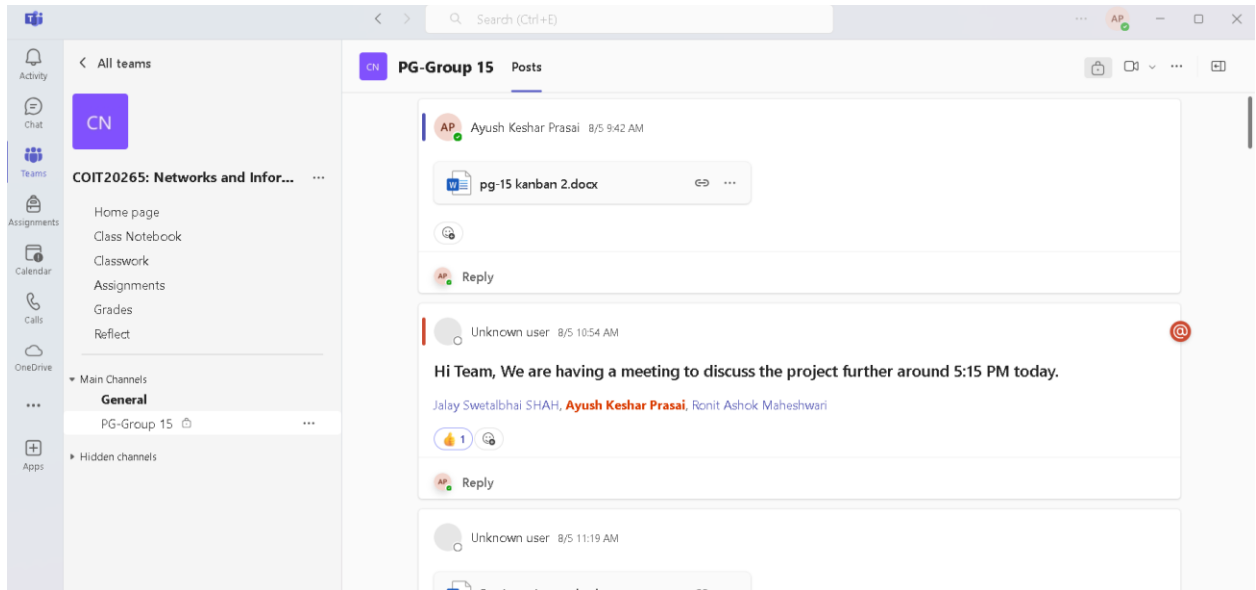 Search (Ctrl+E)
AP
Activity
Chat
Teams
Assignments
Calendar
Calls
OneDrive
Apps
All teams
CN
COIT20265: Networks and Infor...
Home page
Class Notebook
Classwork
Assignments
Grades
Reflect
Main Channels
General
PG-Group 15
Hidden channels
CN PG-Group 15 Posts
AP Ayush Keshar Prasai 8/5 9:42 AM
pg-15 kanban 2.docx
AP Reply
Unknown user 8/5 10:54 AM
@
Hi Team, We are having a meeting to discuss the project further around 5:15 PM today.
Jalay Swetalbhai SHAH, Ayush Keshar Prasai, Ronit Ashok Maheshwari
1
AP Reply
Unknown user 8/5 11:19 AM